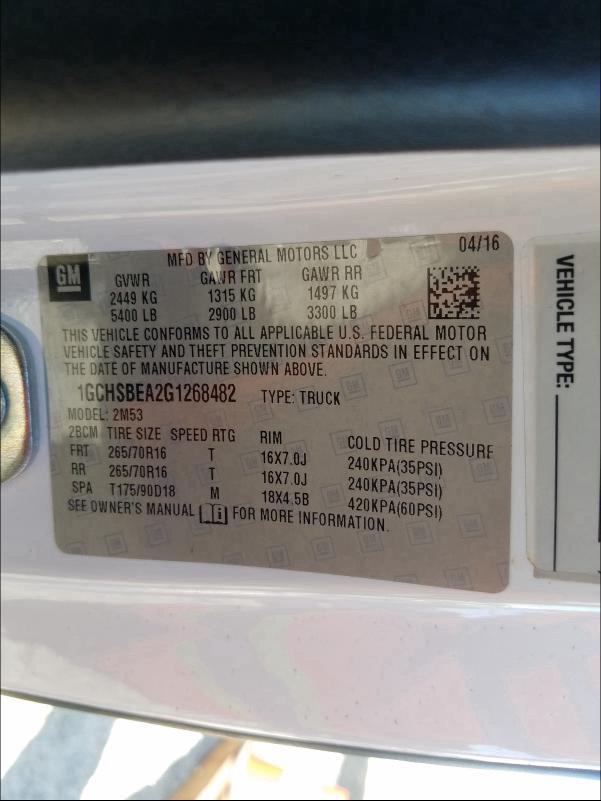 GM
MFD BY GENERAL MOTORS LLC 04/16
GVWR GAWR FRT GAWR RR
2449 KG 1315 KG 1497 KG
5400 LB 2900 LB 3300 LB
THIS VEHICLE CONFORMS TO ALL APPLICABLE U.S. FEDERAL MOTOR
VEHICLE SAFETY AND THEFT PREVENTION STANDARDS IN EFFECT ON
THE DATE OF MANUFACTURE SHOWN ABOVE.
1GCHSBEA2G1268482 TYPE: TRUCK
MODEL: 2M53
2BCM TIRE SIZE SPEED RTG RIM COLD TIRE PRESSURE
FRT 265/70R16 T 16X7.0J 240KPA(35PSI)
RR 265/70R16 T 16X7.0J 240KPA(35PSI)
SPA T175/90D18 M 18X4.5B 420KPA(60PSI)
SEE OWNER'S MANUAL FOR MORE INFORMATION.
VEHICLE TYPE: